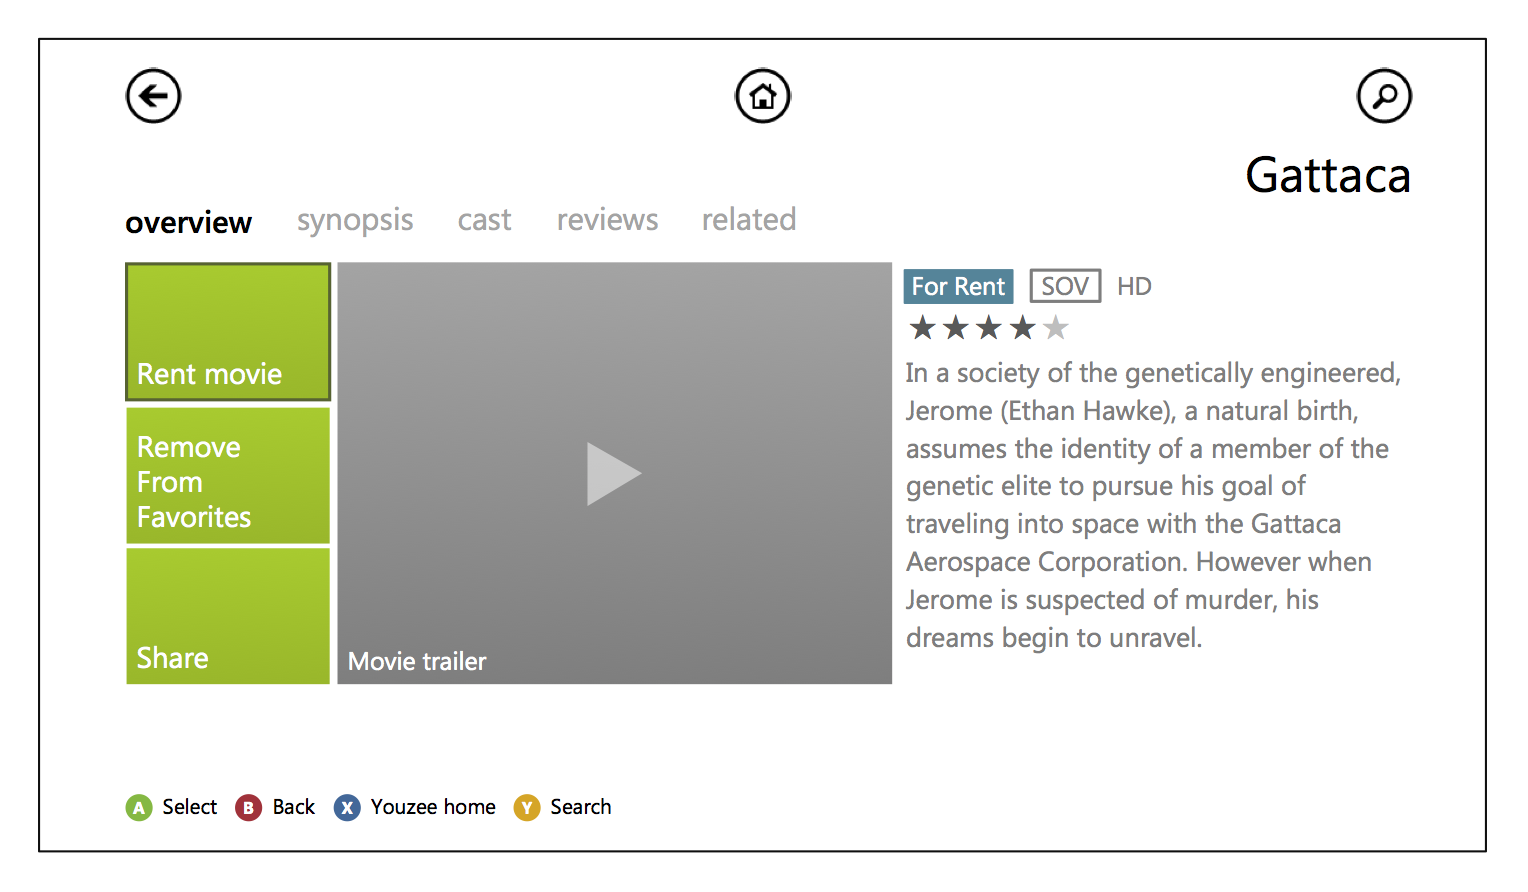 Gattaca
overview synopsis cast reviews related
Rent movie
Remove
From
Favorites
Share
Movie trailer
For Rent SOV HD
In a society of the genetically engineered,
Jerome (Ethan Hawke), a natural birth,
assumes the identity of a member of the
genetic elite to pursue his goal of
traveling into space with the Gattaca
Aerospace Corporation. However when
Jerome is suspected of murder, his
dreams begin to unravel.
A Select B Back X Youzee home Y Search